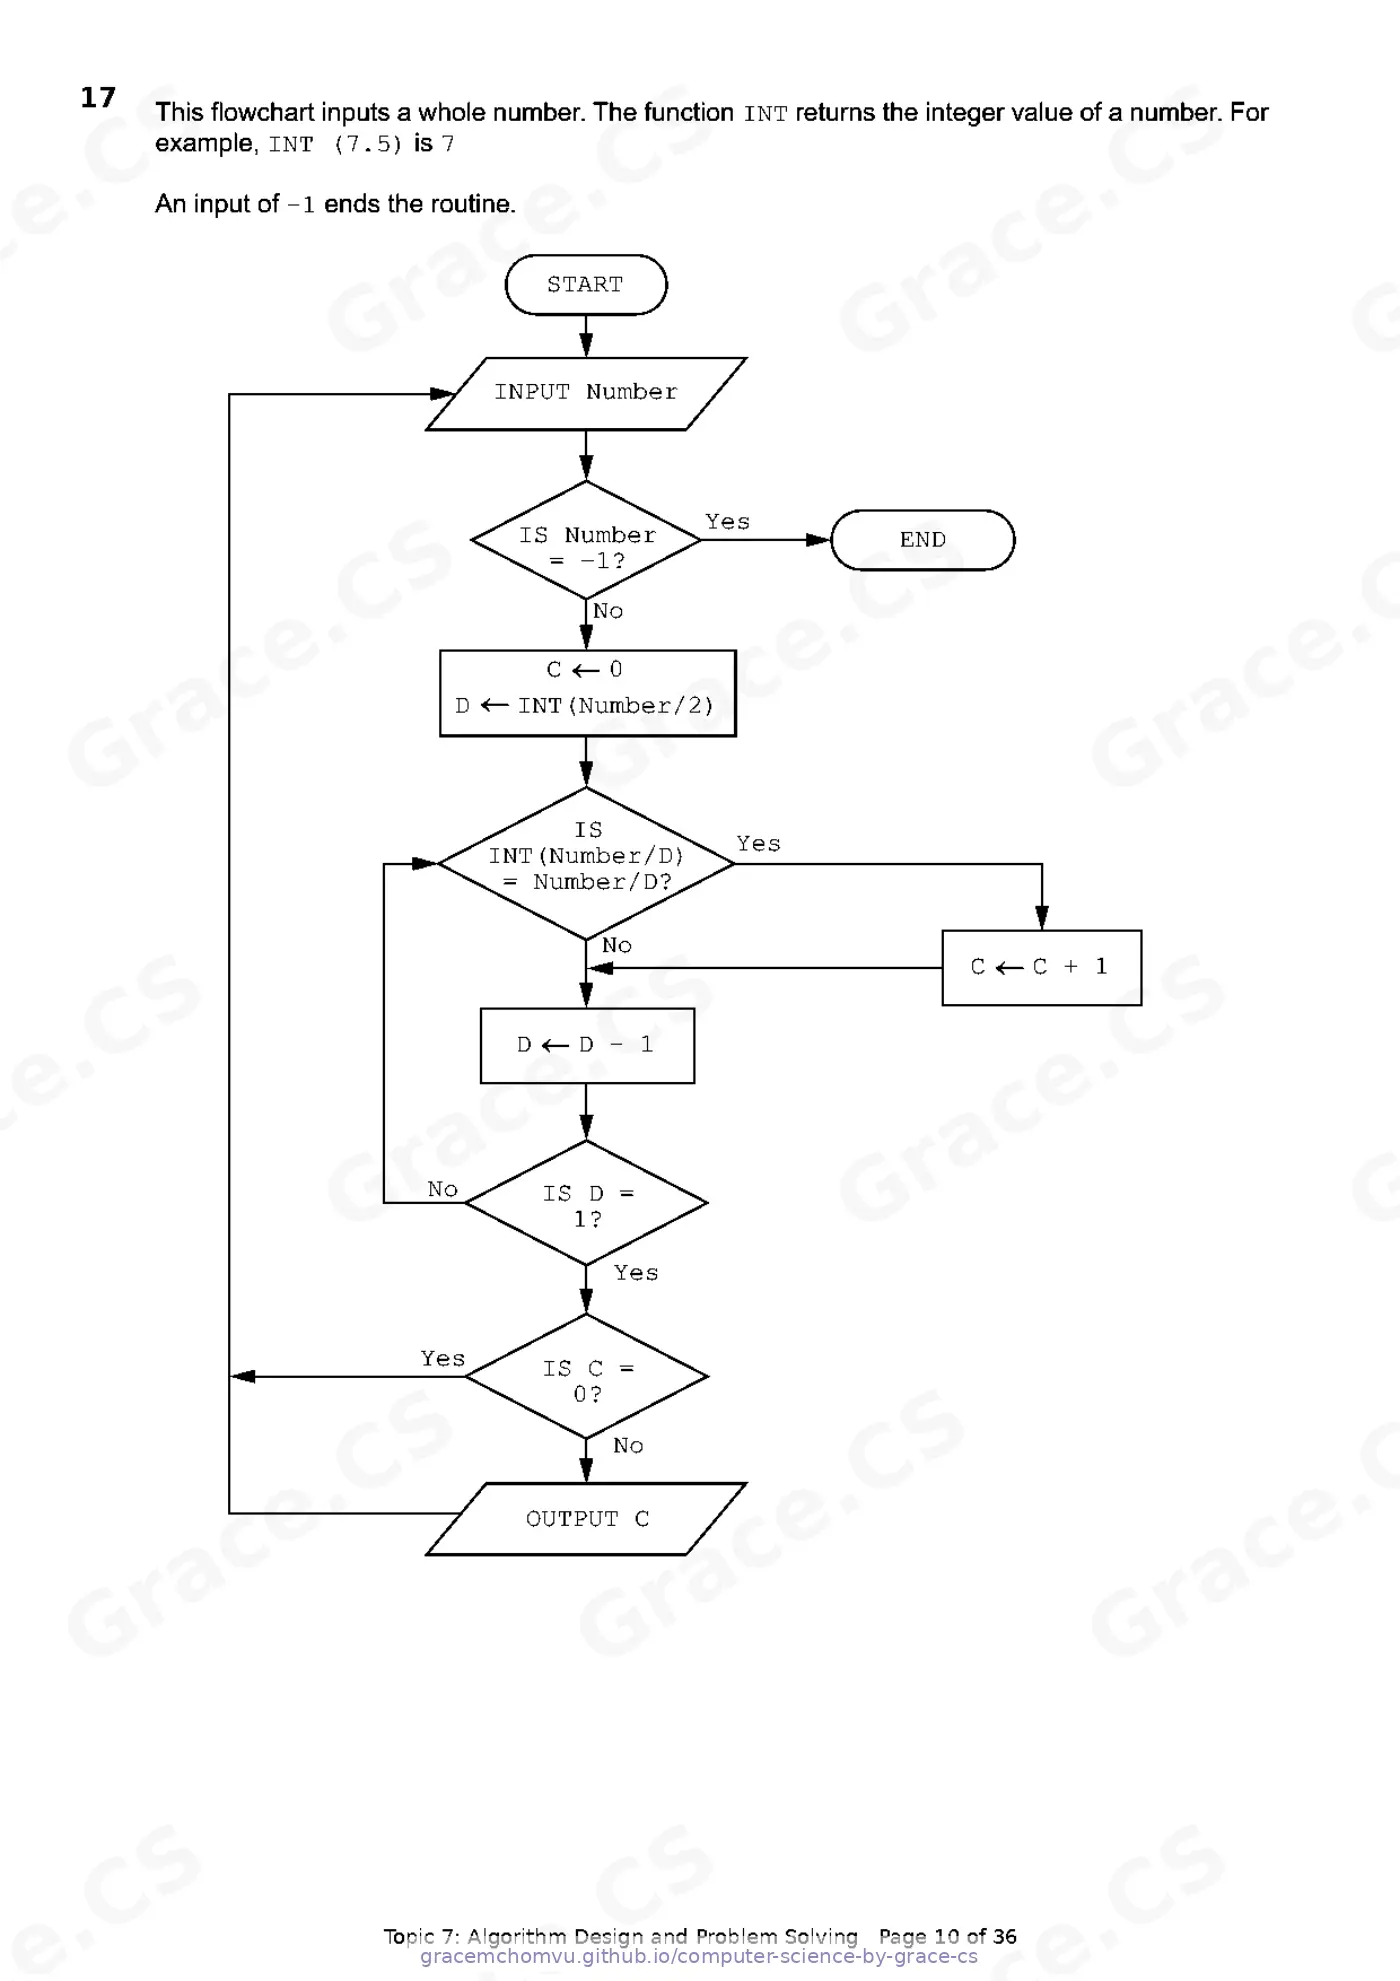 17
This flowchart inputs a whole number. The function INT returns the integer value of a number. For
example, INT (7.5) is 7
An input of -1 ends the routine.
START
INPUT Number
IS Number
= -1?
Yes
END
No
C ← 0
D ← INT(Number/2)
IS
INT(Number/D)
= Number/D?
Yes
No
C ← C + 1
D ← D - 1
No
IS D =
1?
Yes
Yes
IS C =
0?
No
OUTPUT C
Topic 7: Algorithm Design and Problem Solving Page 10 of 36
gracemchomvu.github.io/computer-science-by-grace-cs
Grace.CS